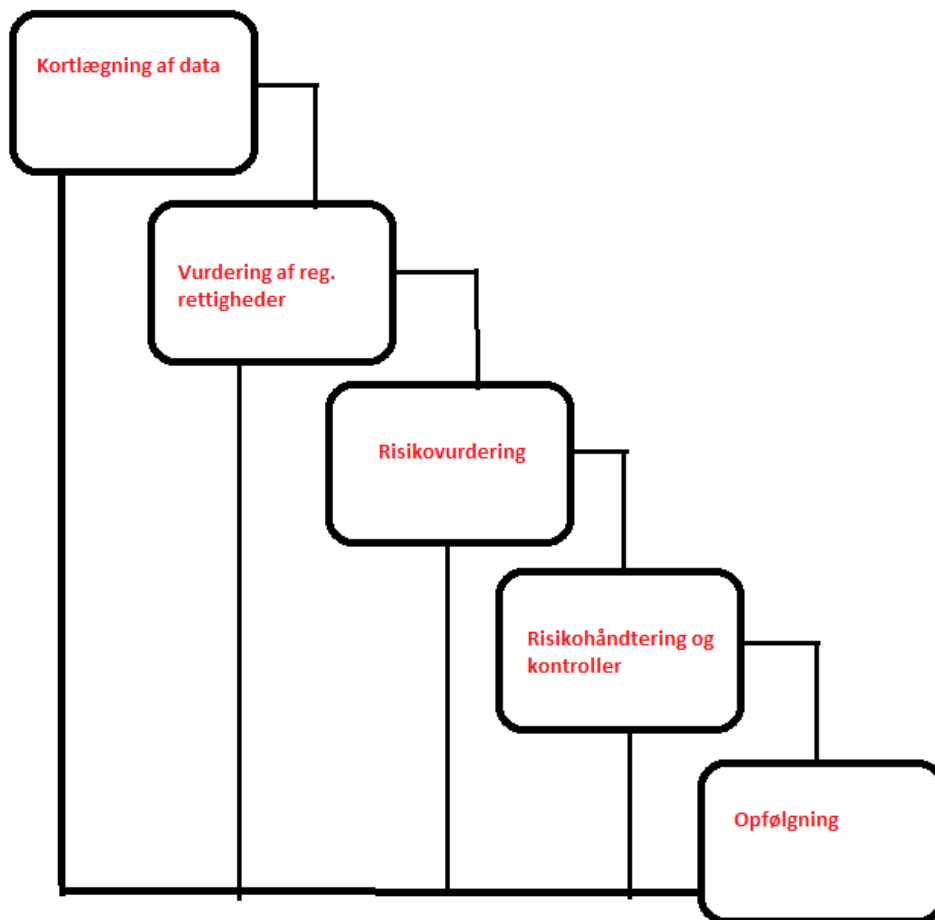 Kortlægning af data
Vurdering af reg.
rettigheder
Risikovurdering
Risikohåndtering og
kontroller
Opfølgning